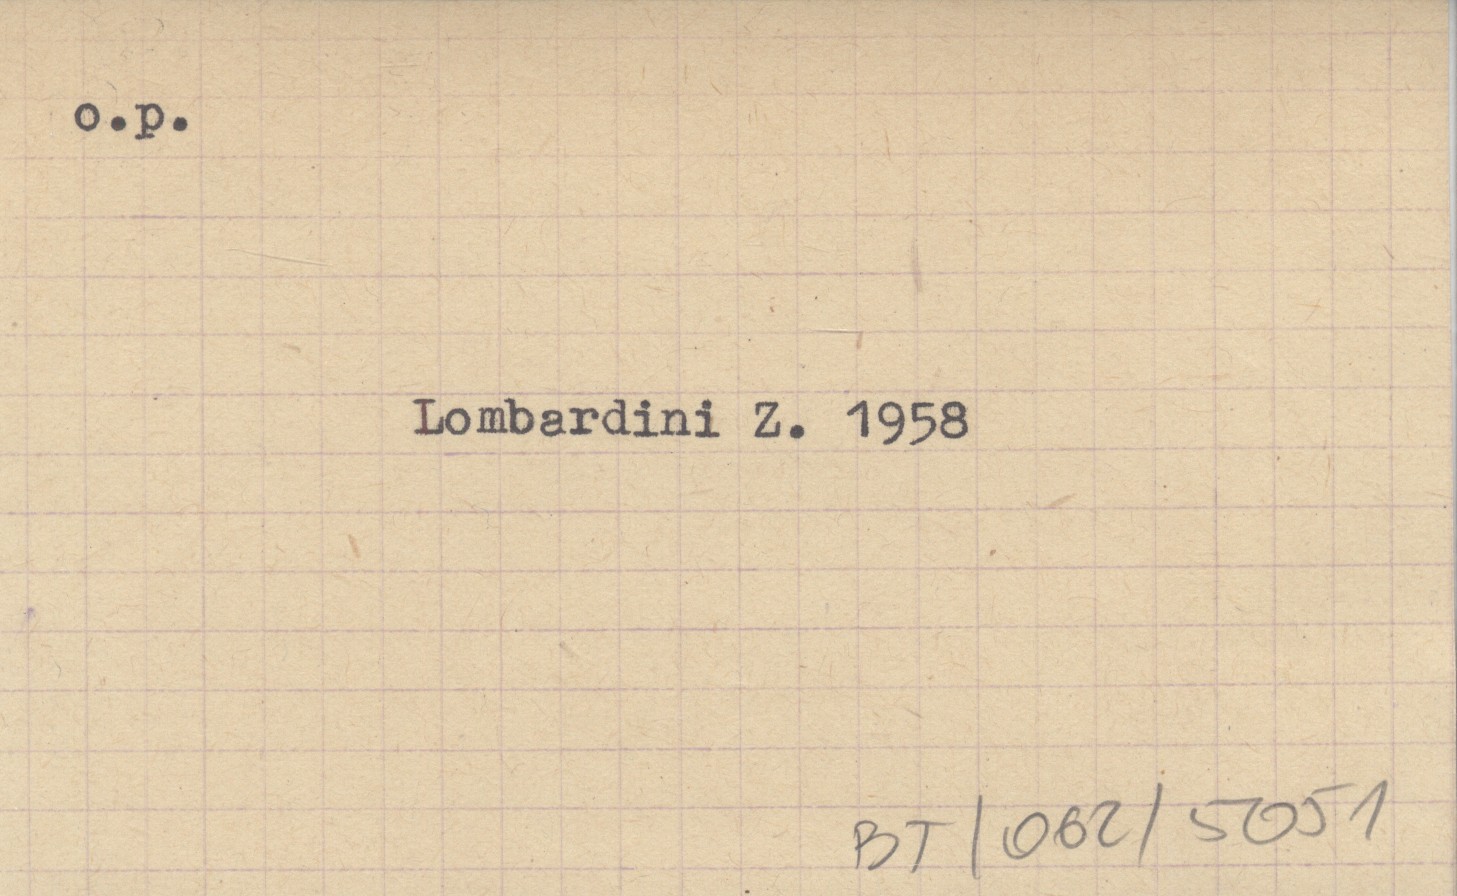 o.p.
Lombardini Z. 1958
BT/062/5051